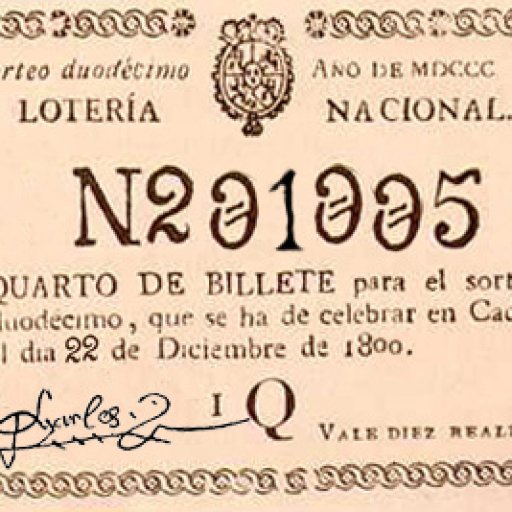 orteo duodécimo AÑO DE MDCCC
LOTERÍA NACIONAL.
N201005
QUARTO DE BILLETE para el sort
duodécimo, que se ha de celebrar en Cad
l dia 22 de Diciembre de 1800.
1 Q
VALE DIEZ REAL